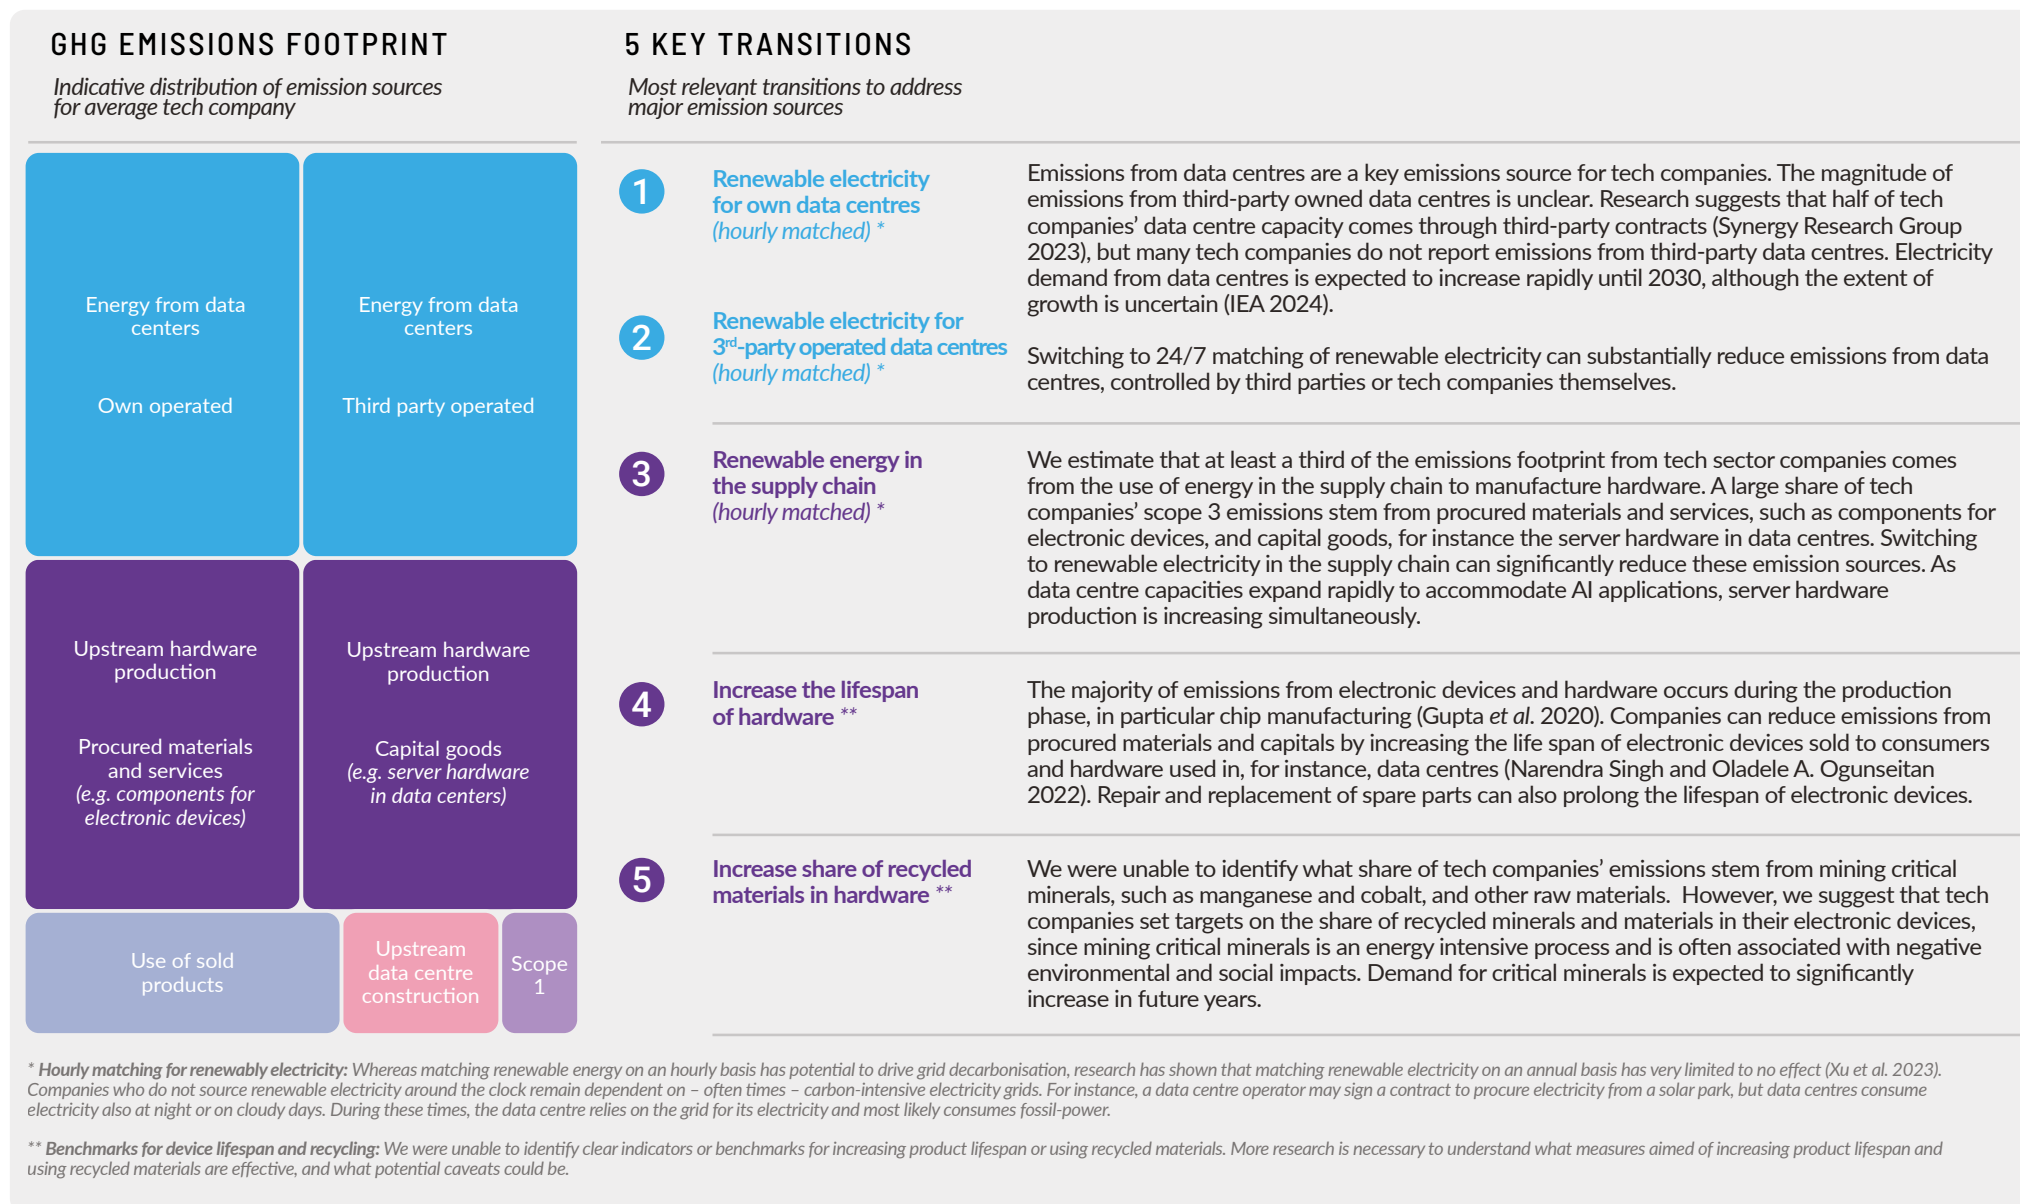 GHG EMISSIONS FOOTPRINT
Indicative distribution of emission sources
for average tech company
Energy from data
centers
Own operated
Energy from data
centers
Third party operated
Upstream hardware
production
Procured materials
and services
(e.g. components for
electronic devices)
Upstream hardware
production
Capital goods
(e.g. server hardware
in data centers)
Use of sold
products
Upstream
data centre
construction
Scope
1
5 KEY TRANSITIONS
Most relevant transitions to address
major emission sources
1
Renewable electricity
for own data centres
(hourly matched) *
2
Renewable electricity for
3rd-party operated data centres
(hourly matched) *
Emissions from data centres are a key emissions source for tech companies. The magnitude of
emissions from third-party owned data centres is unclear. Research suggests that half of tech
companies’ data centre capacity comes through third-party contracts (Synergy Research Group
2023), but many tech companies do not report emissions from third-party data centres. Electricity
demand from data centres is expected to increase rapidly until 2030, although the extent of
growth is uncertain (IEA 2024).
Switching to 24/7 matching of renewable electricity can substantially reduce emissions from data
centres, controlled by third parties or tech companies themselves.
3
Renewable energy in
the supply chain
(hourly matched) *
We estimate that at least a third of the emissions footprint from tech sector companies comes
from the use of energy in the supply chain to manufacture hardware. A large share of tech
companies’ scope 3 emissions stem from procured materials and services, such as components for
electronic devices, and capital goods, for instance the server hardware in data centres. Switching
to renewable electricity in the supply chain can significantly reduce these emission sources. As
data centre capacities expand rapidly to accommodate AI applications, server hardware
production is increasing simultaneously.
4
Increase the lifespan
of hardware **
The majority of emissions from electronic devices and hardware occurs during the production
phase, in particular chip manufacturing (Gupta et al. 2020). Companies can reduce emissions from
procured materials and capitals by increasing the life span of electronic devices sold to consumers
and hardware used in, for instance, data centres (Narendra Singh and Oladele A. Ogunseitan
2022). Repair and replacement of spare parts can also prolong the lifespan of electronic devices.
5
Increase share of recycled
materials in hardware **
We were unable to identify what share of tech companies’ emissions stem from mining critical
minerals, such as manganese and cobalt, and other raw materials. However, we suggest that tech
companies set targets on the share of recycled minerals and materials in their electronic devices,
since mining critical minerals is an energy intensive process and is often associated with negative
environmental and social impacts. Demand for critical minerals is expected to significantly
increase in future years.
* Hourly matching for renewably electricity: Whereas matching renewable energy on an hourly basis has potential to drive grid decarbonisation, research has shown that matching renewable electricity on an annual basis has very limited to no effect (Xu et al. 2023).
Companies who do not source renewable electricity around the clock remain dependent on – often times – carbon-intensive electricity grids. For instance, a data centre operator may sign a contract to procure electricity from a solar park, but data centres consume
electricity also at night or on cloudy days. During these times, the data centre relies on the grid for its electricity and most likely consumes fossil-power.
** Benchmarks for device lifespan and recycling: We were unable to identify clear indicators or benchmarks for increasing product lifespan or using recycled materials. More research is necessary to understand what measures aimed of increasing product lifespan and
using recycled materials are effective, and what potential caveats could be.